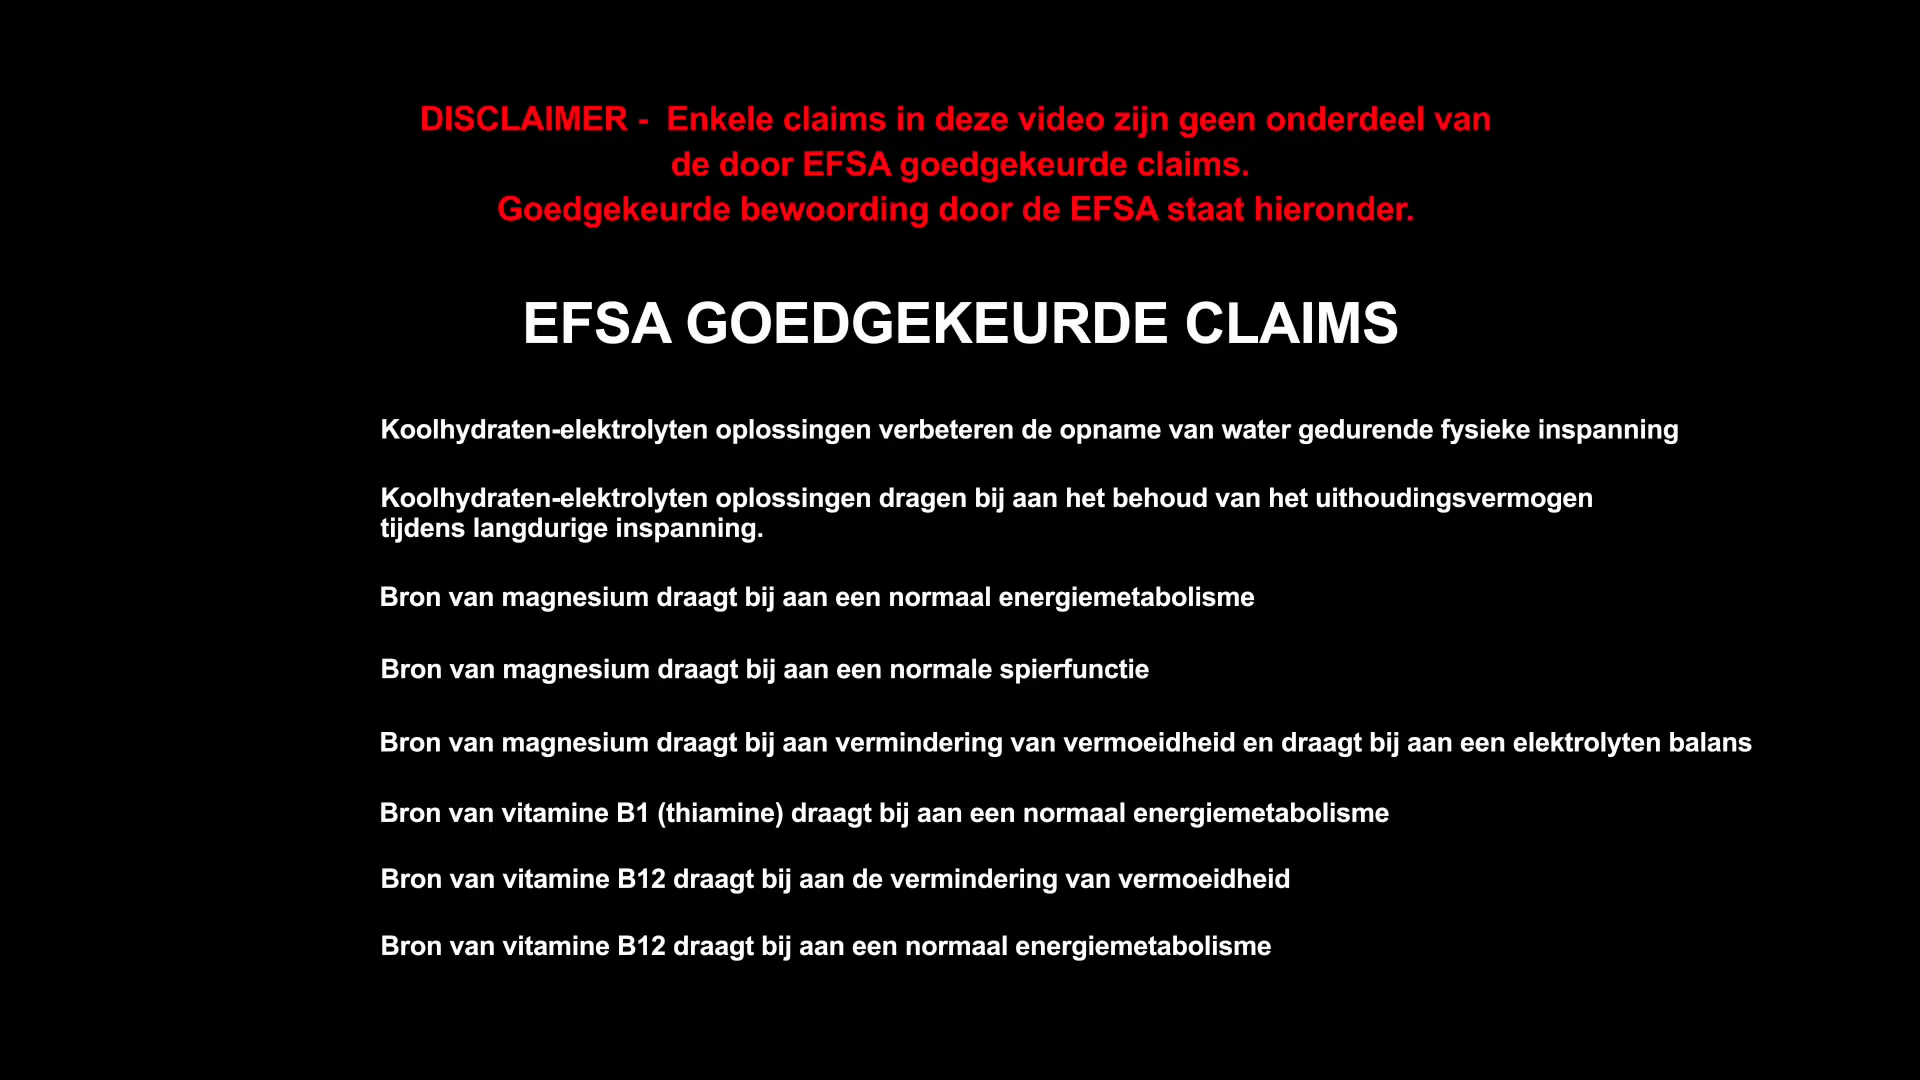 DISCLAIMER - Enkele claims in deze video zijn geen onderdeel van
de door EFSA goedgekeurde claims.
Goedgekeurde bewoording door de EFSA staat hieronder.
EFSA GOEDGEKEURDE CLAIMS
Koolhydraten-elektrolyten oplossingen verbeteren de opname van water gedurende fysieke inspanning
Koolhydraten-elektrolyten oplossingen dragen bij aan het behoud van het uithoudingsvermogen
tijdens langdurige inspanning.
Bron van magnesium draagt bij aan een normaal energiemetabolisme
Bron van magnesium draagt bij aan een normale spierfunctie
Bron van magnesium draagt bij aan vermindering van vermoeidheid en draagt bij aan een elektrolyten balans
Bron van vitamine B1 (thiamine) draagt bij aan een normaal energiemetabolisme
Bron van vitamine B12 draagt bij aan de vermindering van vermoeidheid
Bron van vitamine B12 draagt bij aan een normaal energiemetabolisme